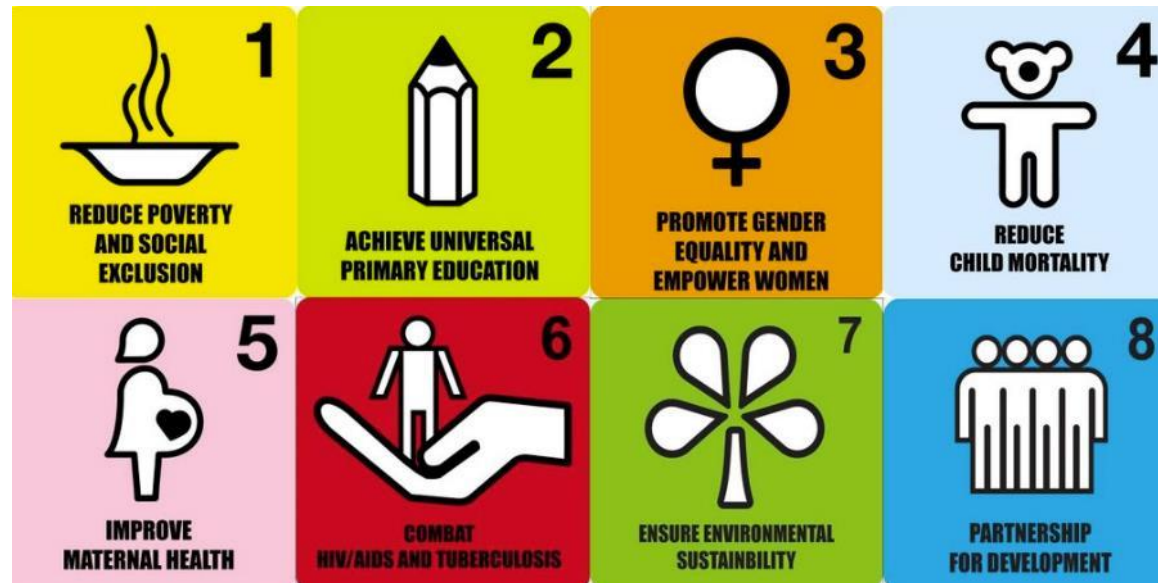 1
REDUCE POVERTY
AND SOCIAL
EXCLUSION
2
ACHIEVE UNIVERSAL
PRIMARY EDUCATION
3
PROMOTE GENDER
EQUALITY AND
EMPOWER WOMEN
4
REDUCE
CHILD MORTALITY
5
IMPROVE
MATERNAL HEALTH
6
COMBAT
HIV/AIDS AND TUBERCULOSIS
7
ENSURE ENVIRONMENTAL
SUSTAINBILITY
8
PARTNERSHIP
FOR DEVELOPMENT